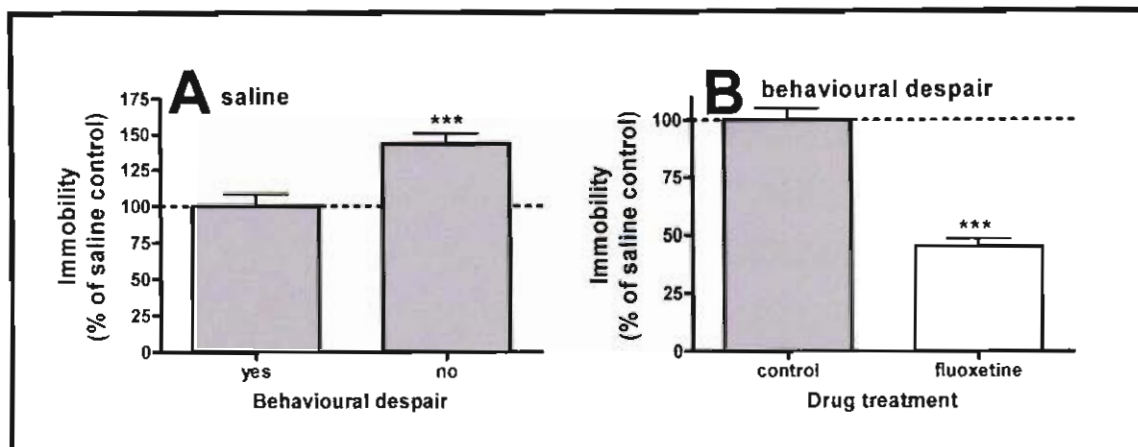 A saline
Immobility
(% of saline control)
175
150
125
100
75
50
25
0
***
yes
no
Behavioural despair
B behavioural despair
Immobility
(% of saline control)
100
75
50
25
0
***
control
fluoxetine
Drug treatment